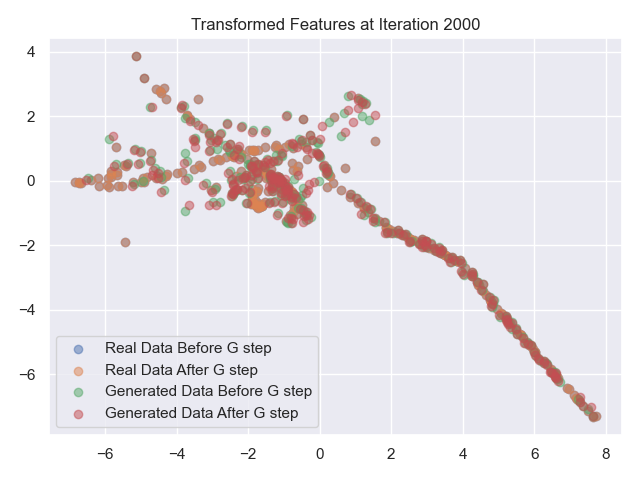 Transformed Features at Iteration 2000
4
2
0
−2
−4
−6
Real Data Before G step
Real Data After G step
Generated Data Before G step
Generated Data After G step
−6 −4 −2 0 2 4 6 8